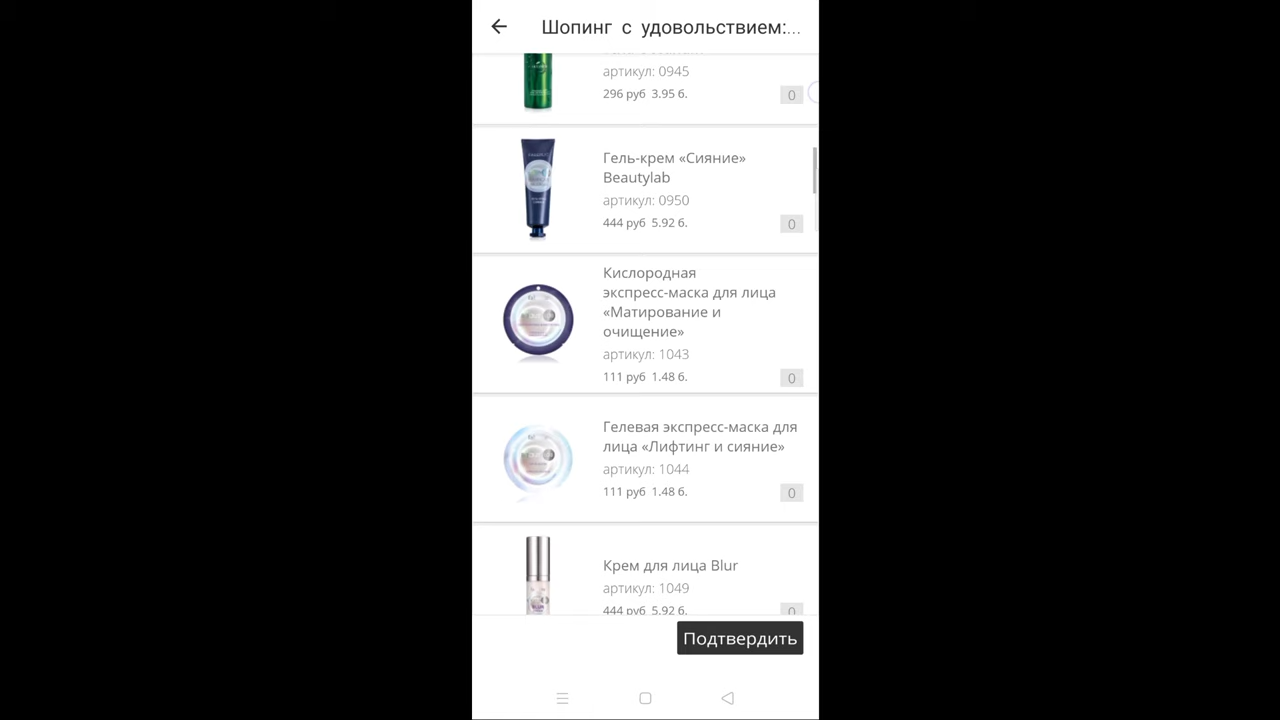 Шопинг с удовольствием:...
артикул: 0945
296 руб 3.95 б.
0
Гель-крем «Сияние»
Beautylab
артикул: 0950
444 руб 5.92 б.
0
Кислородная
экспресс-маска для лица
«Матирование и
очищение»
артикул: 1043
111 руб 1.48 б.
0
Гелевая экспресс-маска для
лица «Лифтинг и сияние»
артикул: 1044
111 руб 1.48 б.
0
Крем для лица Blur
артикул: 1049
444 руб 5.92 б.
0
Подтвердить